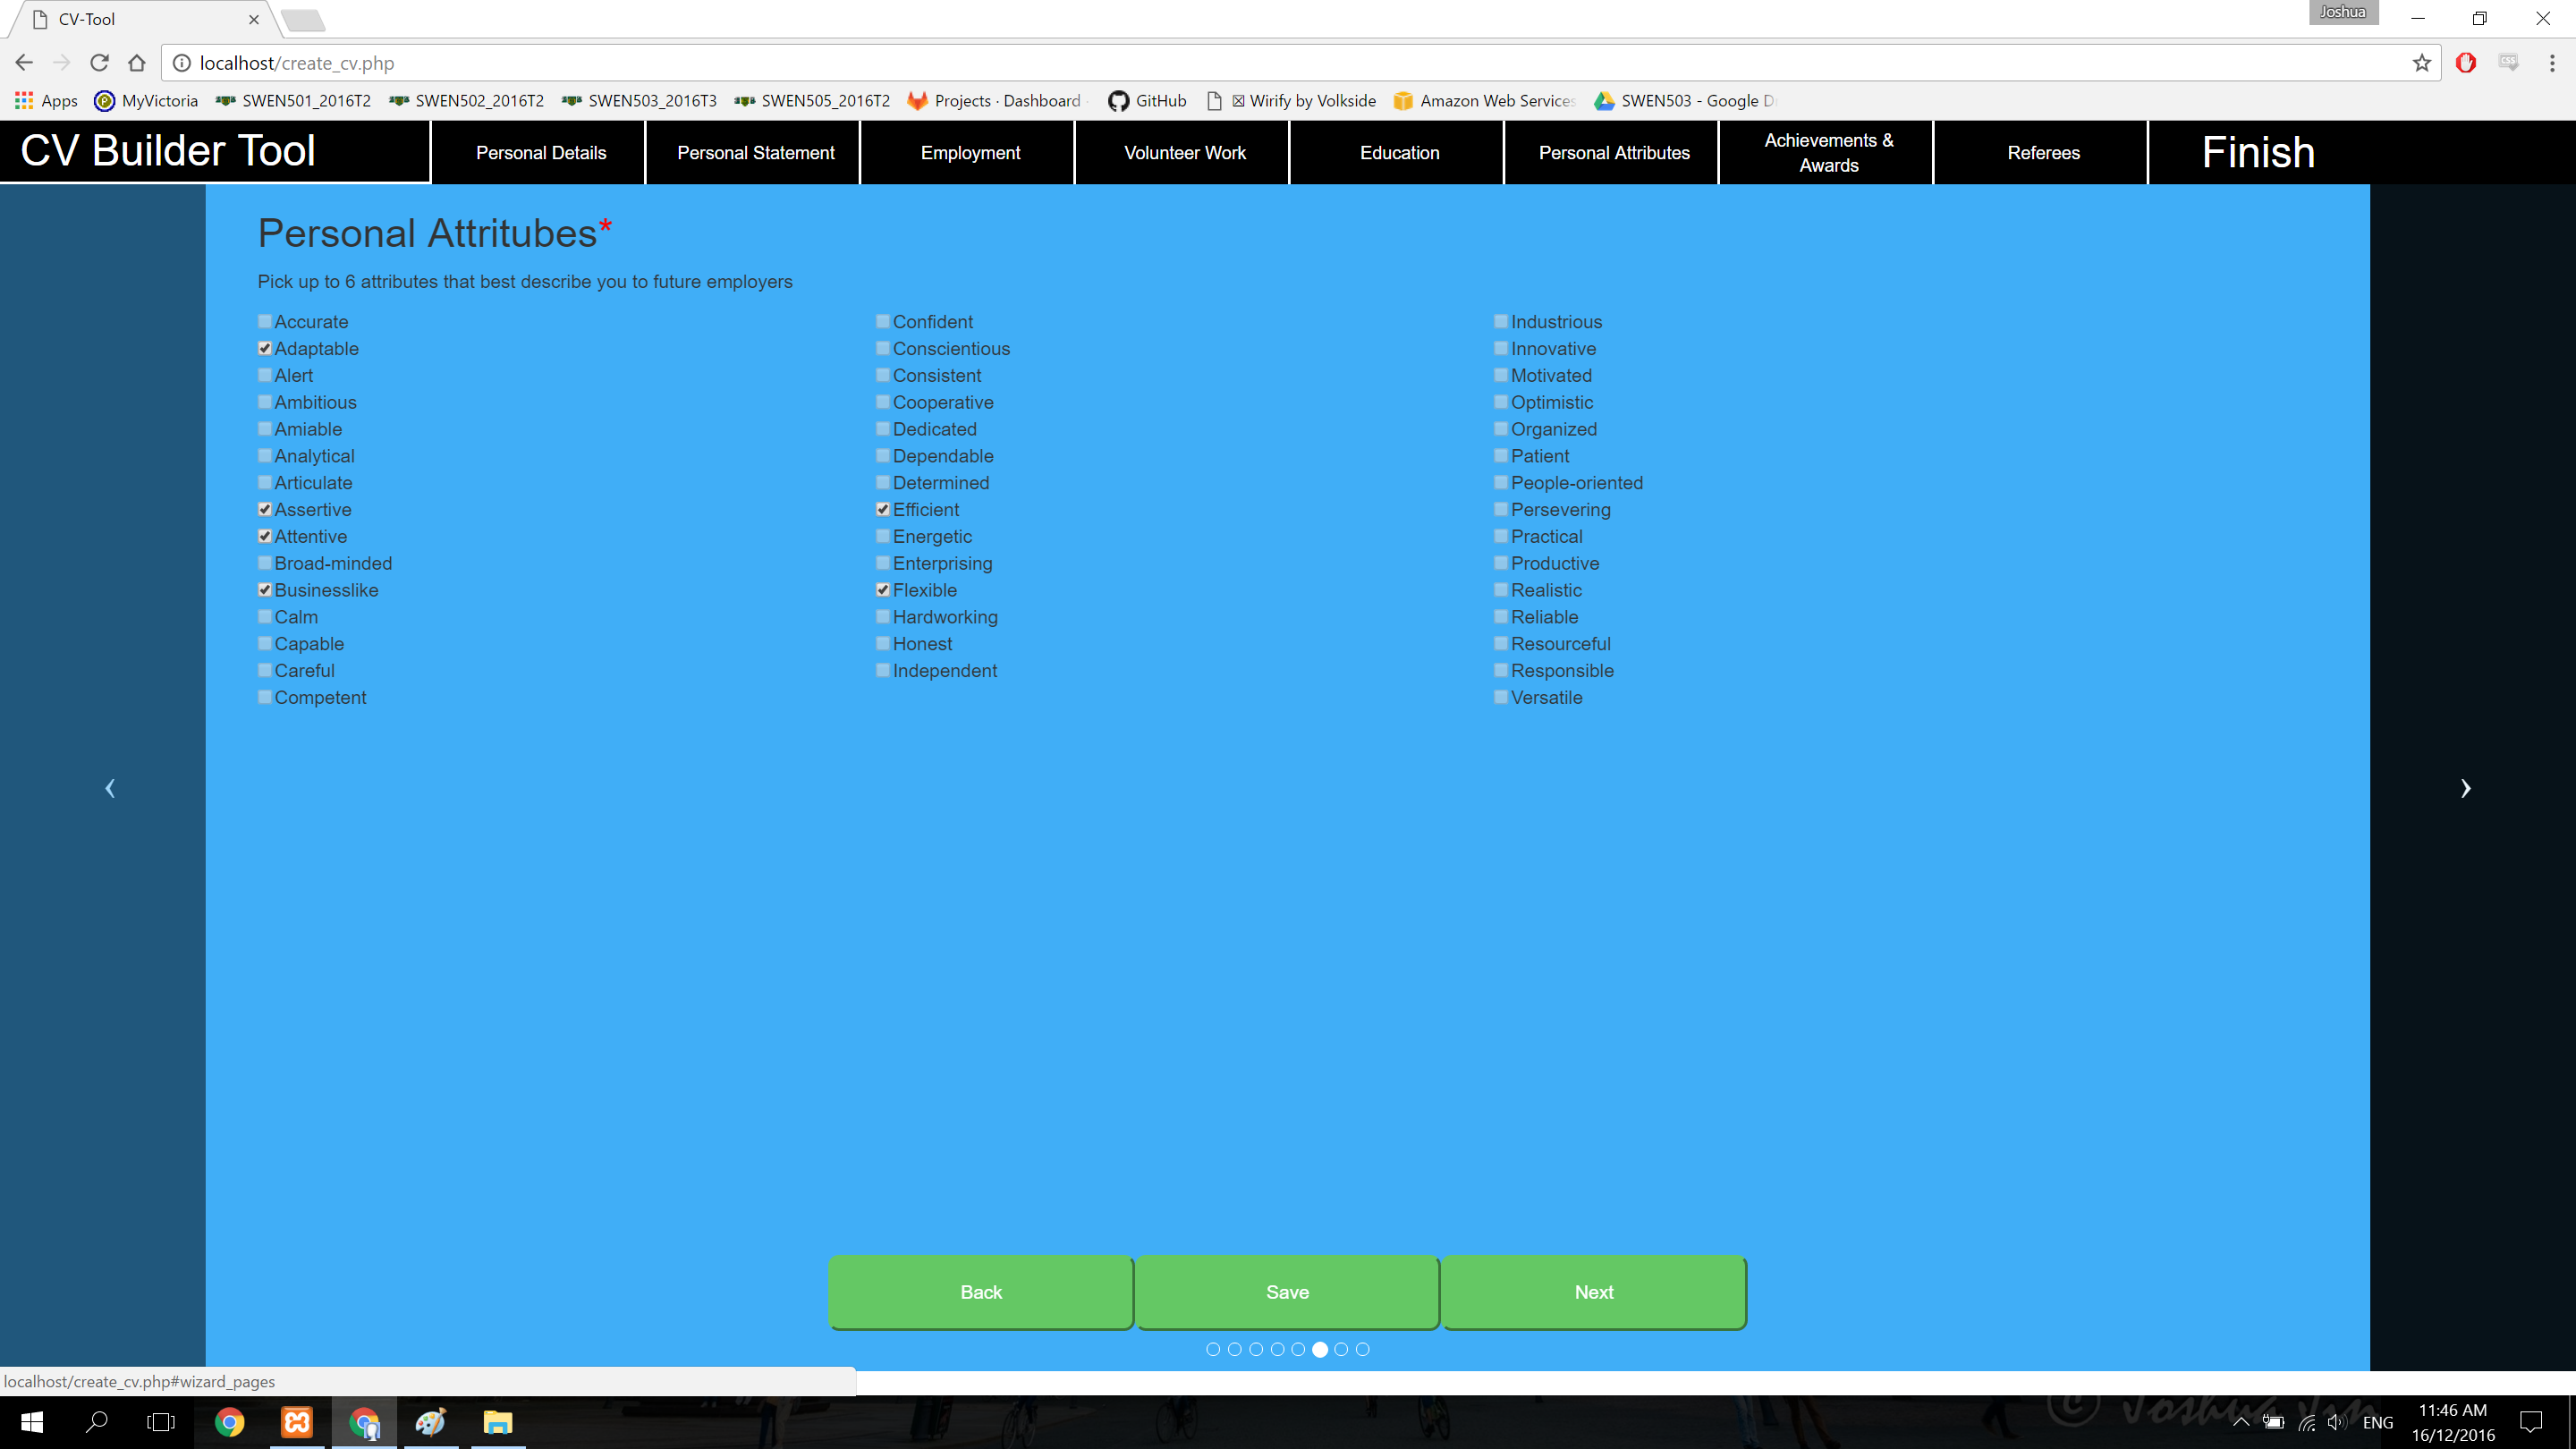 CV-Tool
Joshua
localhost/create_cv.php
Apps
MyVictoria
SWEN501_2016T2
SWEN502_2016T2
SWEN503_2016T3
SWEN505_2016T2
Projects · Dashboard
GitHub
☒ Wirify by Volkside
Amazon Web Services
SWEN503 - Google D
CV Builder Tool
Personal Details
Personal Statement
Employment
Volunteer Work
Education
Personal Attributes
Achievements &
Awards
Referees
Finish
Personal Attritubes*
Pick up to 6 attributes that best describe you to future employers
Accurate
Adaptable
Alert
Ambitious
Amiable
Analytical
Articulate
Assertive
Attentive
Broad-minded
Businesslike
Calm
Capable
Careful
Competent
Confident
Conscientious
Consistent
Cooperative
Dedicated
Dependable
Determined
Efficient
Energetic
Enterprising
Flexible
Hardworking
Honest
Independent
Industrious
Innovative
Motivated
Optimistic
Organized
Patient
People-oriented
Persevering
Practical
Productive
Realistic
Reliable
Resourceful
Responsible
Versatile
Back
Save
Next
localhost/create_cv.php#wizard_pages
© Joshua
ENG
11:46 AM
16/12/2016